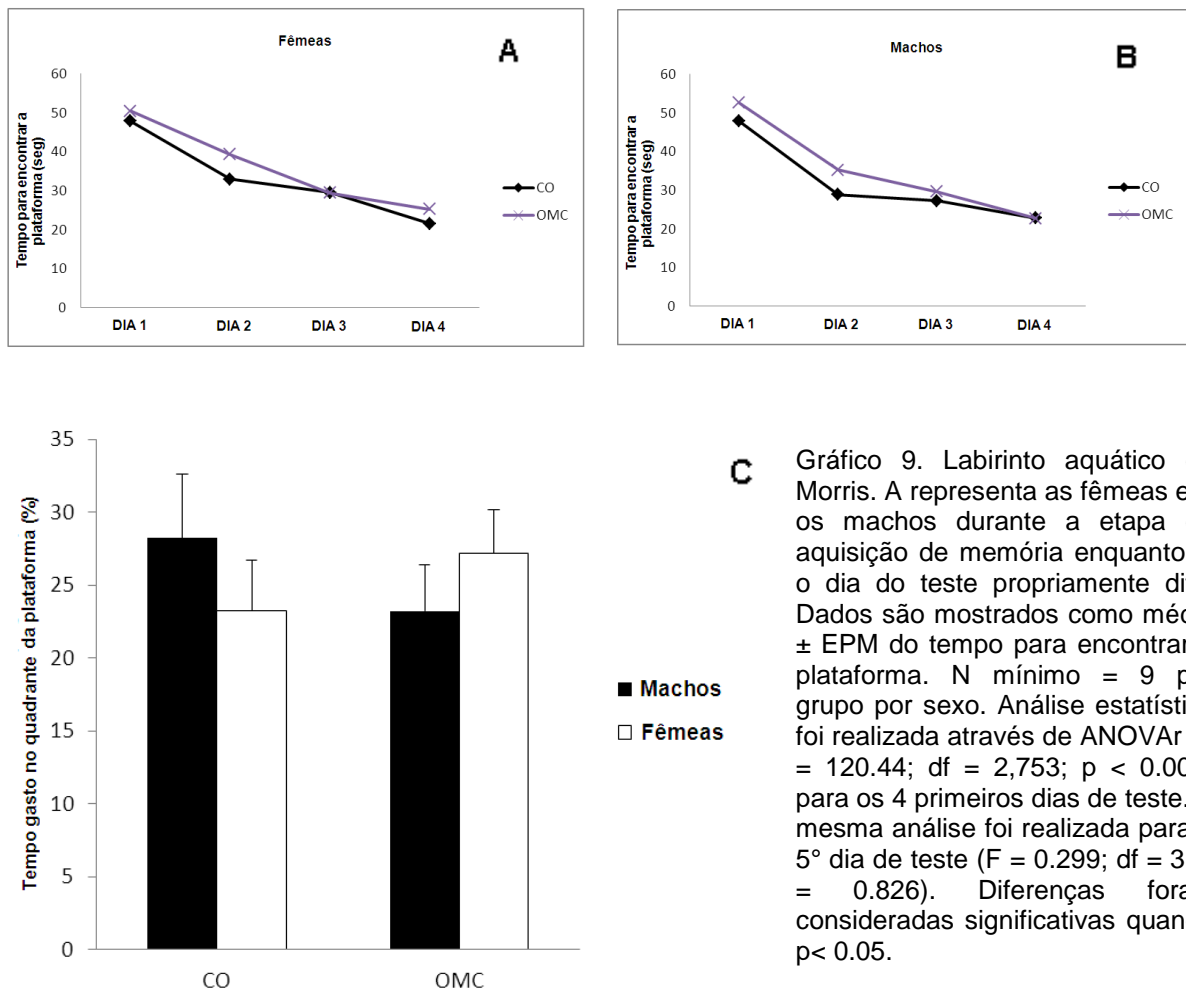 Fêmeas
A
Tempo para encontrar a
plataforma (seg)
60
50
40
30
20
10
0
DIA 1 DIA 2 DIA 3 DIA 4
CO
OMC
Machos
B
Tempo para encontrar a
plataforma (seg)
60
50
40
30
20
10
0
DIA 1 DIA 2 DIA 3 DIA 4
CO
OMC
Tempo gasto no quadrante da plataforma (%)
35
30
25
20
15
10
5
0
CO OMC
Machos
Fêmeas
C
Gráfico 9. Labirinto aquático
Morris. A representa as fêmeas e
os machos durante a etapa
aquisição de memória enquanto
o dia do teste propriamente di
Dados são mostrados como mé
± EPM do tempo para encontrar
plataforma. N mínimo = 9 p
grupo por sexo. Análise estatísti
foi realizada através de ANOVAr
= 120.44; df = 2,753; p < 0.00
para os 4 primeiros dias de teste.
mesma análise foi realizada para
5° dia de teste (F = 0.299; df = 3
= 0.826). Diferenças fora
consideradas significativas quan
p< 0.05.